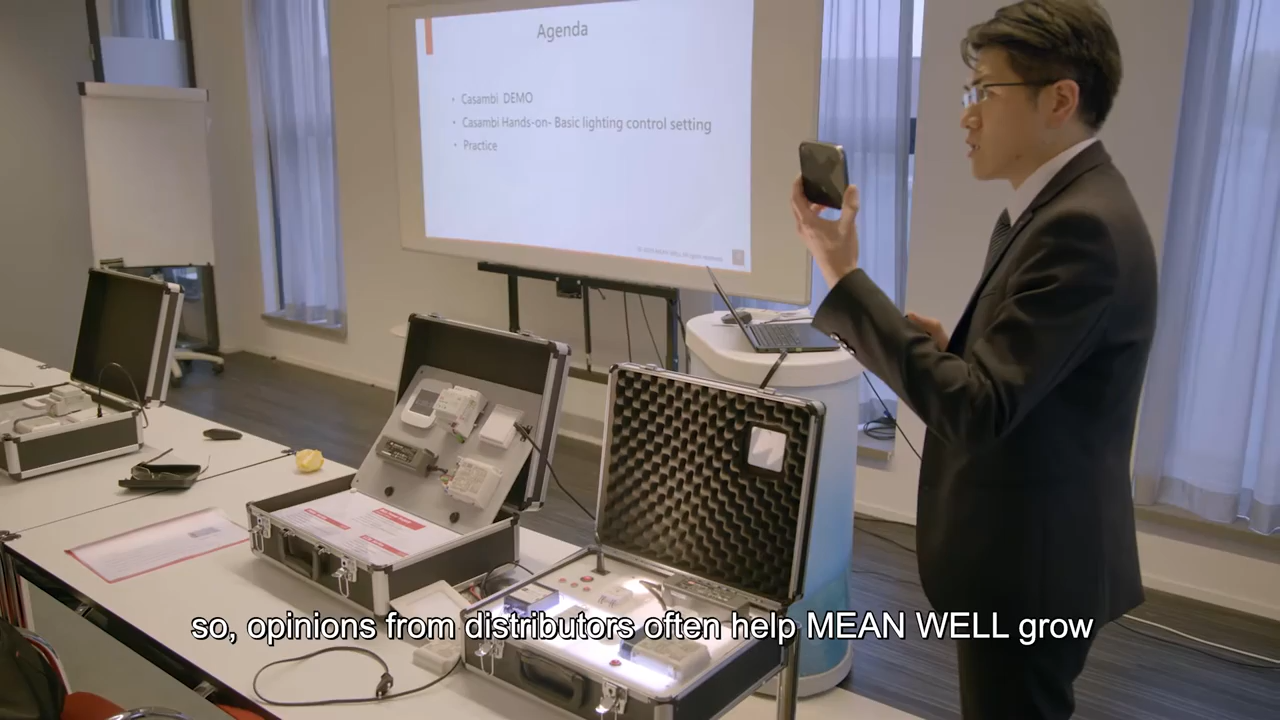 Agenda
• Casambi DEMO
• Casambi Hands-on- Basic lighting control setting
• Practice
so, opinions from distributors often help MEAN WELL grow